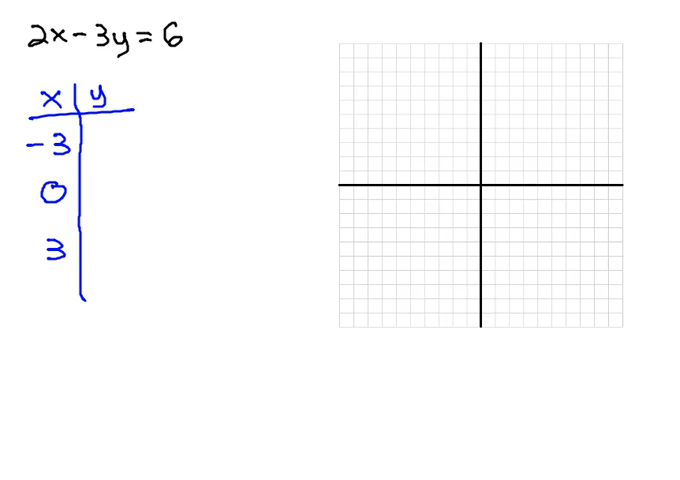 2x - 3y = 6
x | y
-3
0
3